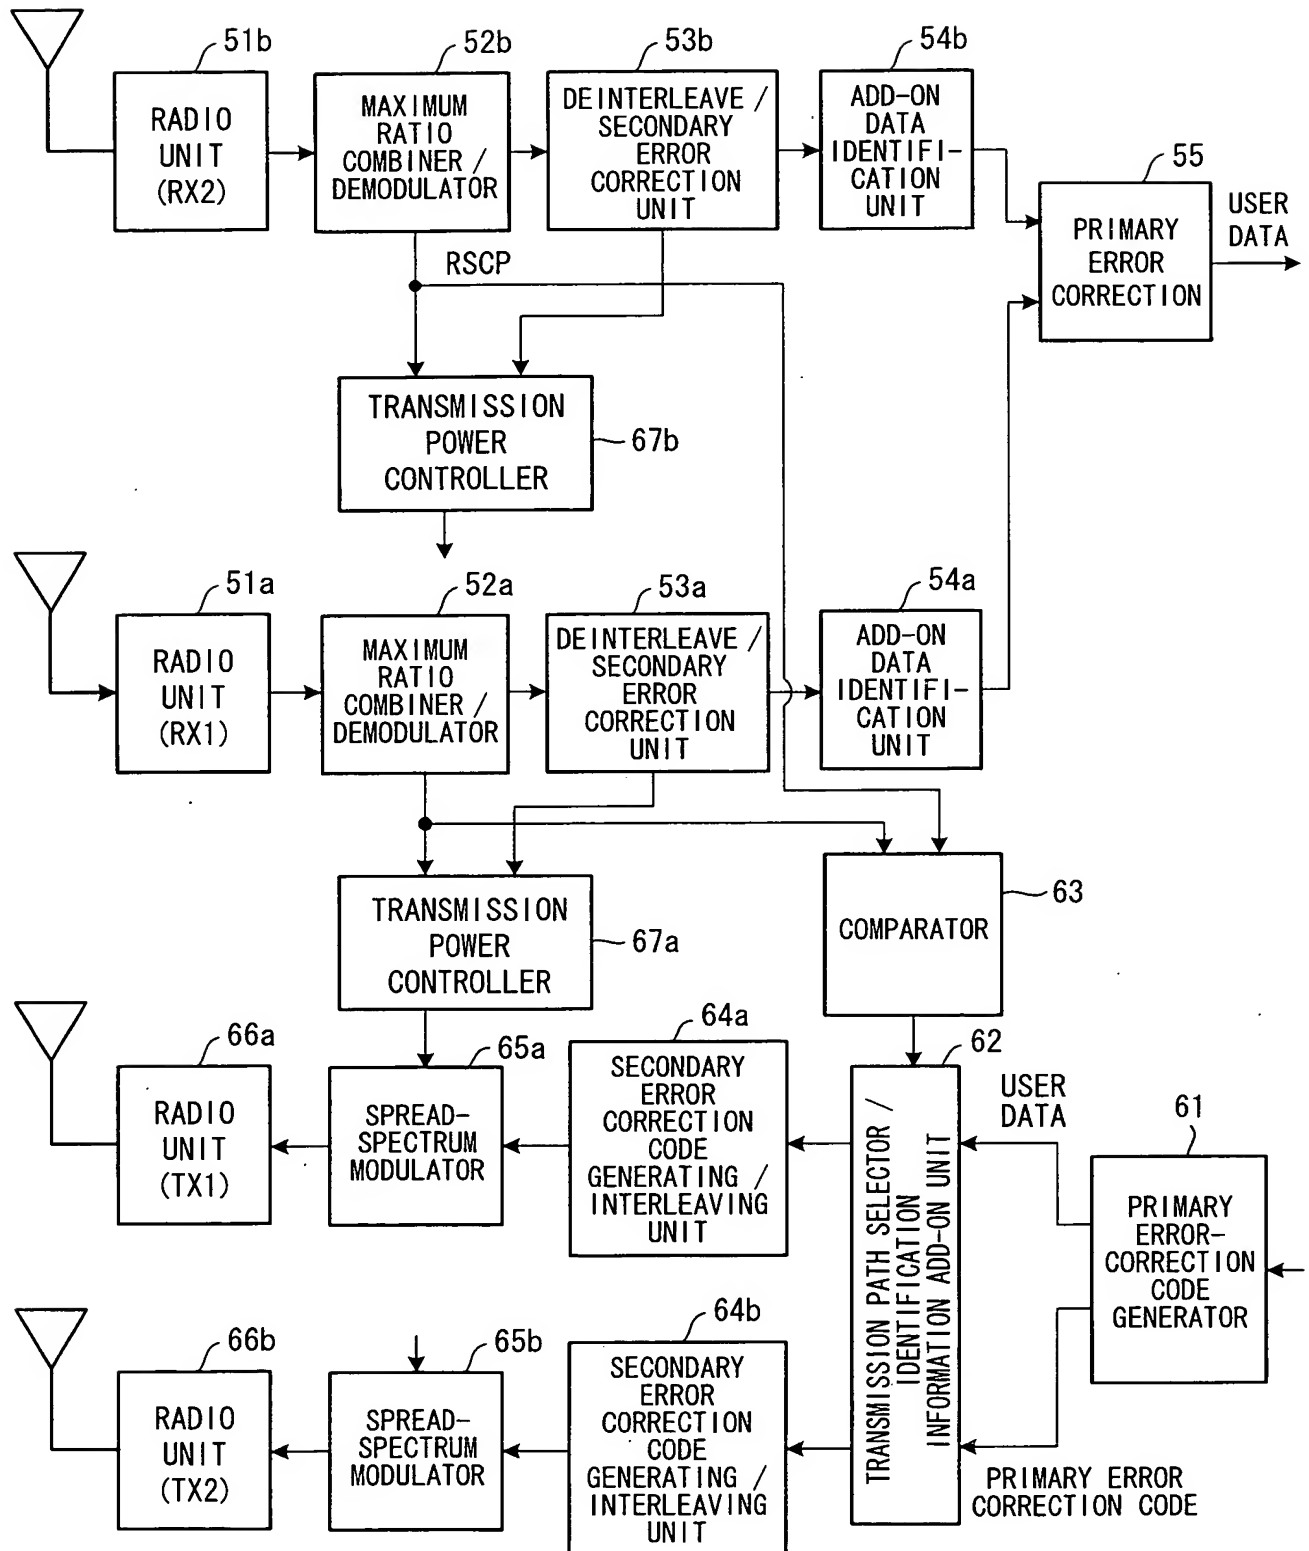 51b
52b
53b
54b
RADIO
UNIT
(RX2)
MAXIMUM
RATIO
COMBINER /
DEMODULATOR
DEINTERLEAVE /
SECONDARY
ERROR
CORRECTION
UNIT
ADD-ON
DATA
IDENTIFI-
CATION
UNIT
55
PRIMARY
ERROR
CORRECTION
USER
DATA
RSCP
TRANSMISSION
POWER
CONTROLLER
67b
51a
52a
53a
54a
RADIO
UNIT
(RX1)
MAXIMUM
RATIO
COMBINER /
DEMODULATOR
DEINTERLEAVE /
SECONDARY
ERROR
CORRECTION
UNIT
ADD-ON
DATA
IDENTIFI-
CATION
UNIT
TRANSMISSION
POWER
CONTROLLER
67a
COMPARATOR
63
66a
65a
64a
62
61
RADIO
UNIT
(TX1)
SPREAD-
SPECTRUM
MODULATOR
SECONDARY
ERROR
CORRECTION
CODE
GENERATING /
INTERLEAVING
UNIT
TRANSMISSION PATH SELECTOR /
IDENTIFICATION
INFORMATION ADD-ON UNIT
USER
DATA
PRIMARY
ERROR-
CORRECTION
CODE
GENERATOR
66b
65b
64b
RADIO
UNIT
(TX2)
SPREAD-
SPECTRUM
MODULATOR
SECONDARY
ERROR
CORRECTION
CODE
GENERATING /
INTERLEAVING
UNIT
PRIMARY ERROR
CORRECTION CODE